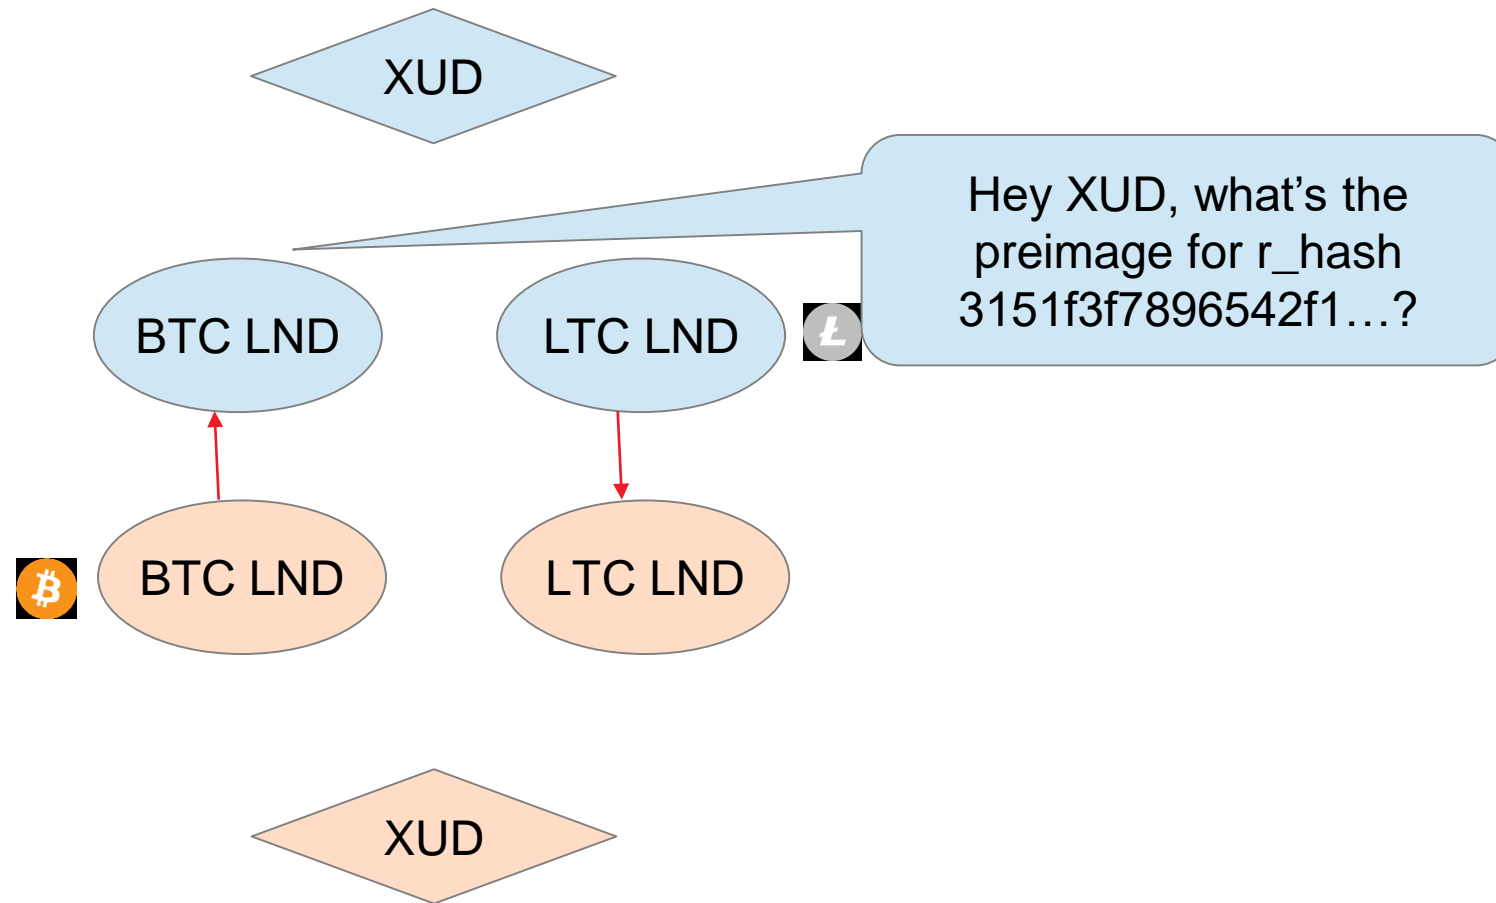 XUD
Hey XUD, what’s the
preimage for r_hash
3151f3f7896542f1…?
BTC LND
LTC LND
BTC LND
LTC LND
XUD